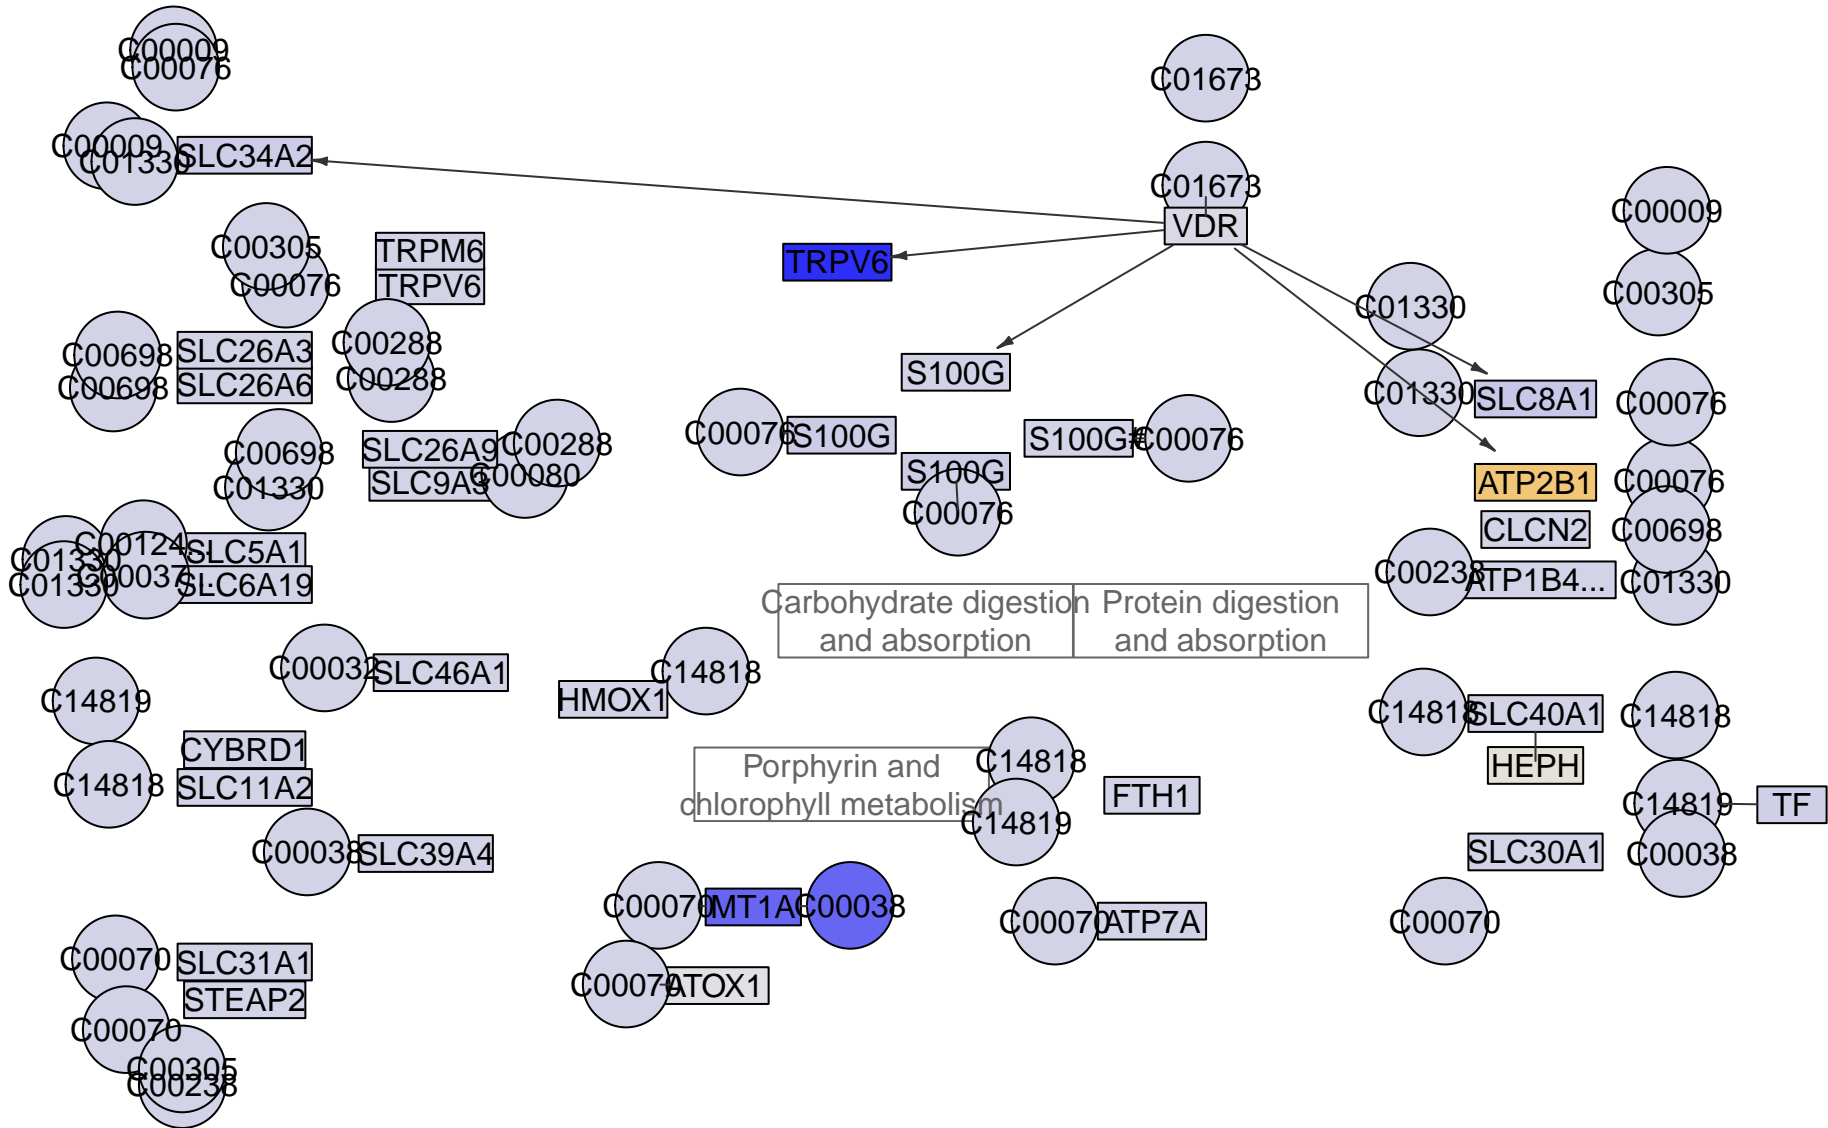 C00009
C00076
C01673
C00009
C01330
SLC34A2
C01673
VDR
C00009
C00305
C00076
TRPM6
TRPV6
TRPV6
C01330
C00305
C00698
C00698
SLC26A3
SLC26A6
C00288
C00288
S100G
C01330
SLC8A1
C00076
C00698
C01330
SLC26A9
SLC9A3
C00288
C00080
C00076
S100G
S100G
C00076
S100G#
C00076
ATP2B1
C00076
CLCN2
C00698
C01330
C01330
C00124...
C00037...
SLC5A1
SLC6A19
Carbohydrate digestion
and absorption
Protein digestion
and absorption
C00238
ATP1B4...
C01330
C14819
C00032
SLC46A1
HMOX1
C14818
C14818
SLC40A1
HEPH
C14818
C14818
CYBRD1
SLC11A2
Porphyrin and
chlorophyll metabolism
C14818
C14819
FTH1
C14819
TF
C00038
SLC39A4
SLC30A1
C00038
C00070
MT1A
C00038
C00070
ATP7A
C00070
C00070
SLC31A1
STEAP2
C00070
C00070
ATOX1
C00305
C00238